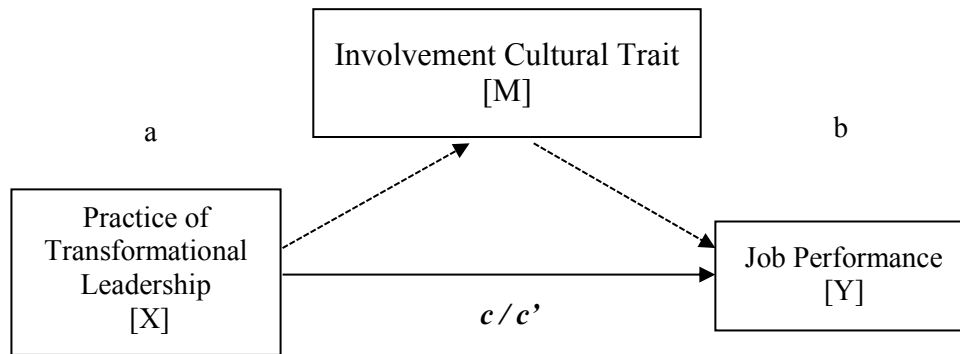 Involvement Cultural Trait
[M]
a
b
Practice of
Transformational
Leadership
[X]
Job Performance
[Y]
c / c’